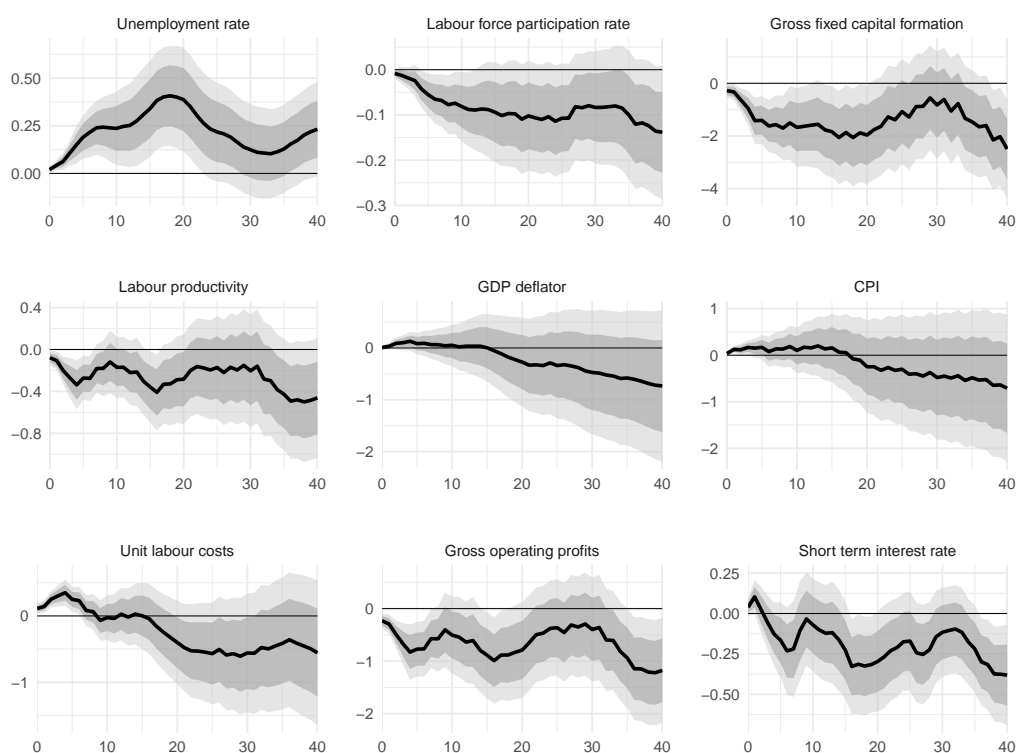 Unemployment rate
0.50
0.25
0.00
0 10 20 30 40
Labour force participation rate
0.0
−0.1
−0.2
−0.3
0 10 20 30 40
Gross fixed capital formation
0
−2
−4
0 10 20 30 40
Labour productivity
0.4
0.0
−0.4
−0.8
0 10 20 30 40
GDP deflator
0
−1
−2
0 10 20 30 40
CPI
1
0
−1
−2
0 10 20 30 40
Unit labour costs
0
−1
0 10 20 30 40
Gross operating profits
0
−1
−2
0 10 20 30 40
Short term interest rate
0.25
0.00
−0.25
−0.50
0 10 20 30 40